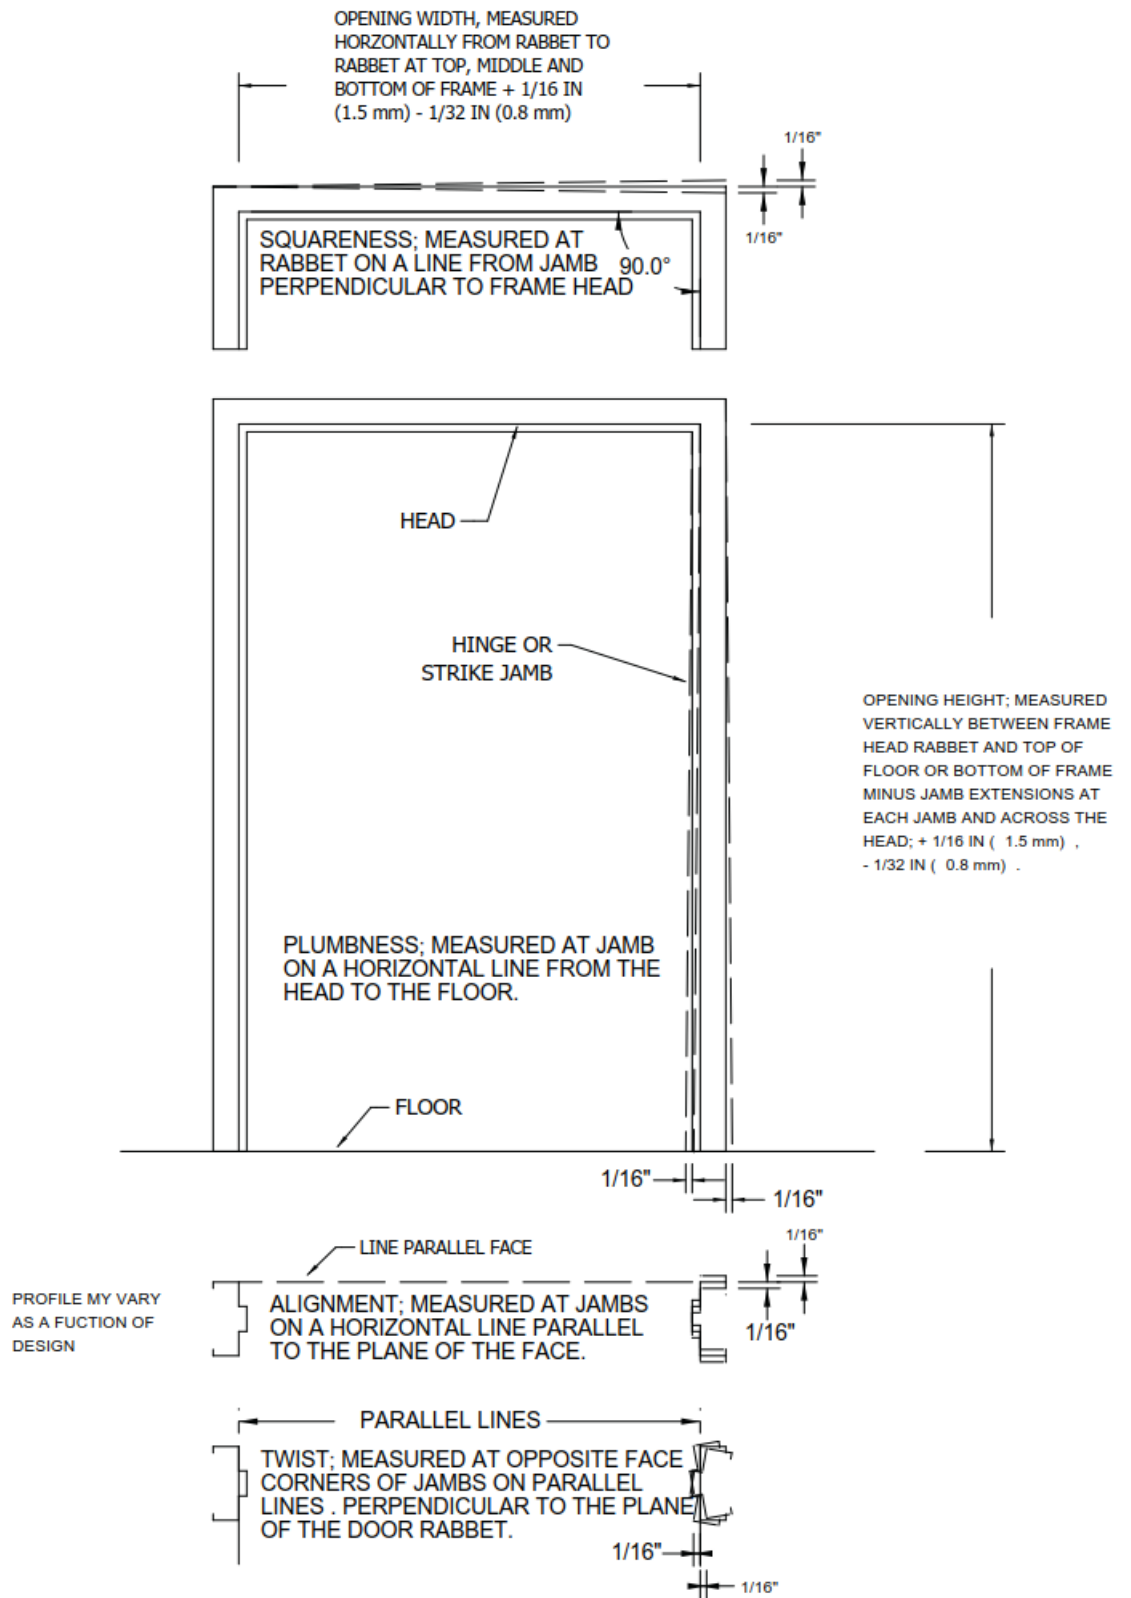 OPENING WIDTH, MEASURED
HORZONTALLY FROM RABBET TO
RABBET AT TOP, MIDDLE AND
BOTTOM OF FRAME + 1/16 IN
(1.5 mm) - 1/32 IN (0.8 mm)
1/16"
1/16"
SQUARENESS; MEASURED AT
RABBET ON A LINE FROM JAMB
PERPENDICULAR TO FRAME HEAD
90.0°
HEAD
HINGE OR
STRIKE JAMB
OPENING HEIGHT; MEASURED
VERTICALLY BETWEEN FRAME
HEAD RABBET AND TOP OF
FLOOR OR BOTTOM OF FRAME
MINUS JAMB EXTENSIONS AT
EACH JAMB AND ACROSS THE
HEAD; + 1/16 IN ( 1.5 mm) ,
- 1/32 IN ( 0.8 mm) .
PLUMBNESS; MEASURED AT JAMB
ON A HORIZONTAL LINE FROM THE
HEAD TO THE FLOOR.
FLOOR
1/16"
1/16"
LINE PARALLEL FACE
1/16"
PROFILE MY VARY
AS A FUCTION OF
DESIGN
ALIGNMENT; MEASURED AT JAMBS
ON A HORIZONTAL LINE PARALLEL
TO THE PLANE OF THE FACE.
1/16"
PARALLEL LINES
TWIST; MEASURED AT OPPOSITE FACE
CORNERS OF JAMBS ON PARALLEL
LINES . PERPENDICULAR TO THE PLANE
OF THE DOOR RABBET.
1/16"
1/16"